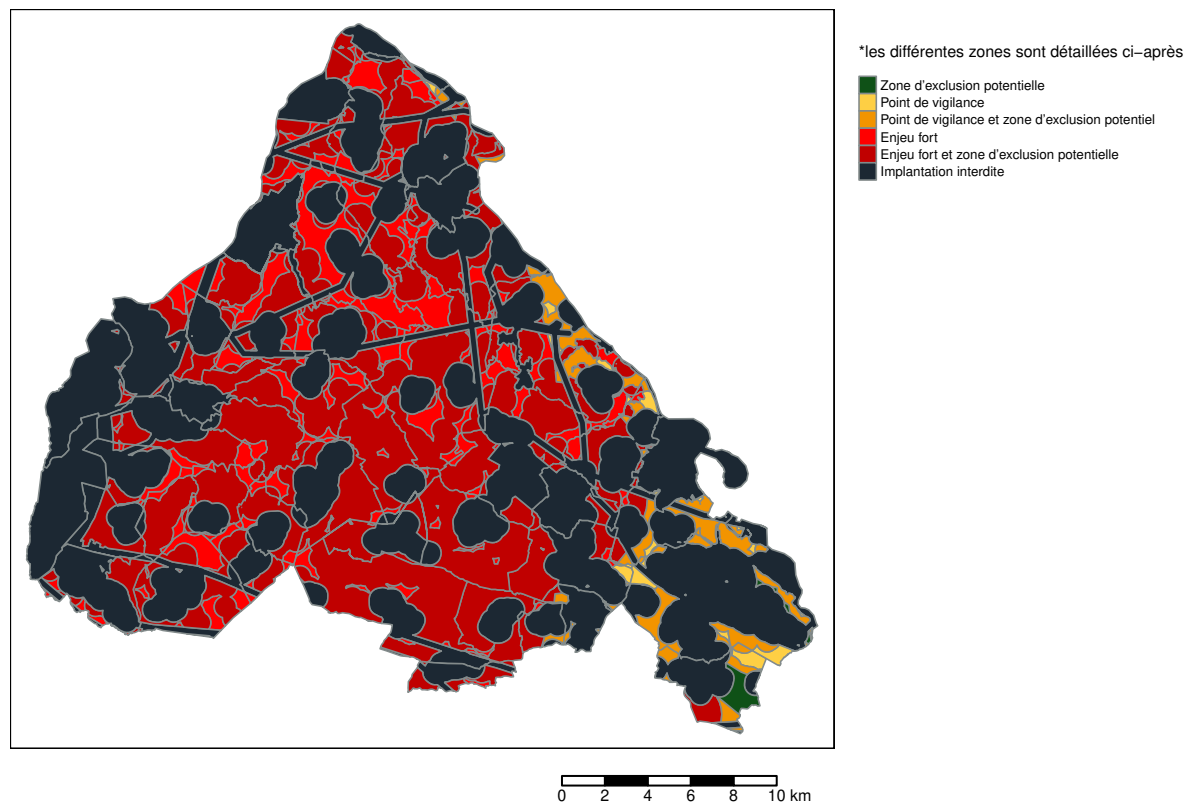 *les différentes zones sont détaillées ci−après
Zone d'exclusion potentielle
Point de vigilance
Point de vigilance et zone d'exclusion potentiel
Enjeu fort
Enjeu fort et zone d'exclusion potentielle
Implantation interdite
0 2 4 6 8 10 km